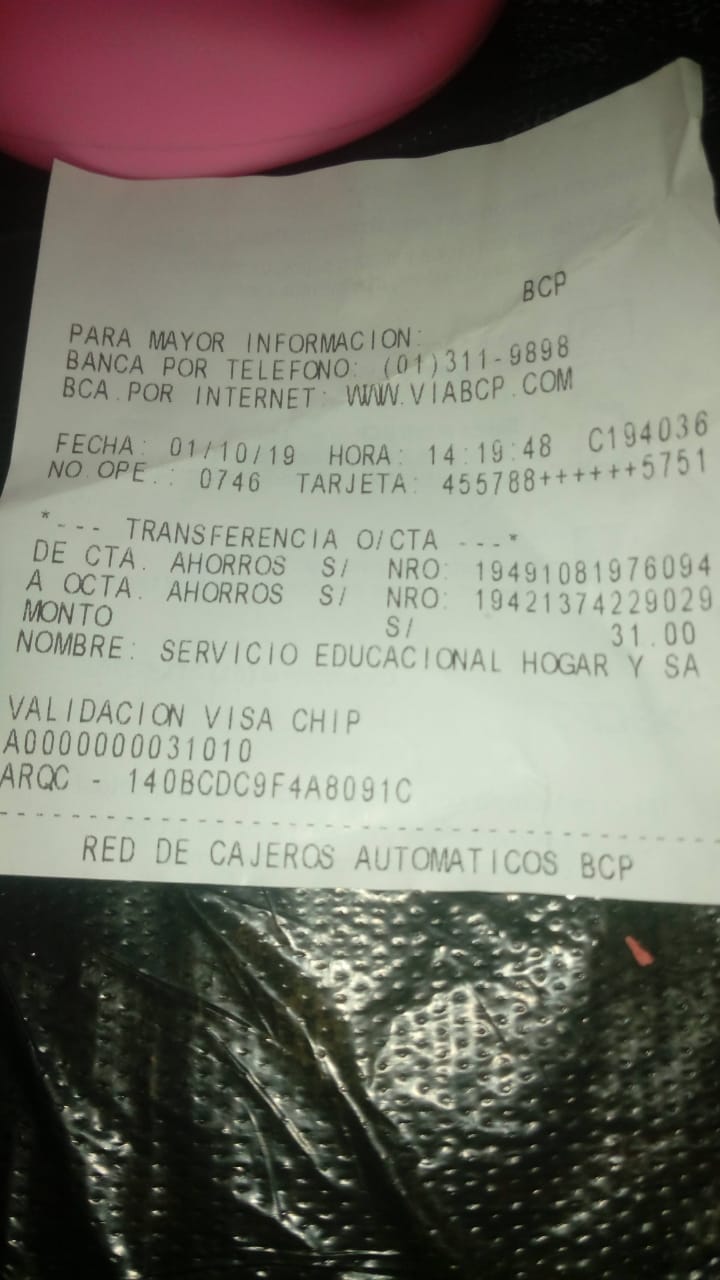 BCP
PARA MAYOR INFORMACION:
BANCA POR TELEFONO: (01)311-9898
BCA.POR INTERNET: WWW.VIABCP.COM
FECHA: 01/10/19 HORA: 14:19:48 C194036
NO.OPE.: 0746 TARJETA: 455788++++++5751
*--- TRANSFERENCIA O/CTA ---*
DE CTA. AHORROS S/ NRO: 19491081976094
A OCTA. AHORROS S/ NRO: 19421374229029
MONTO S/ 31.00
NOMBRE: SERVICIO EDUCACIONAL HOGAR Y SA
VALIDACION VISA CHIP
A0000000031010
ARQC - 140BCDC9F4A8091C
RED DE CAJEROS AUTOMATICOS BCP